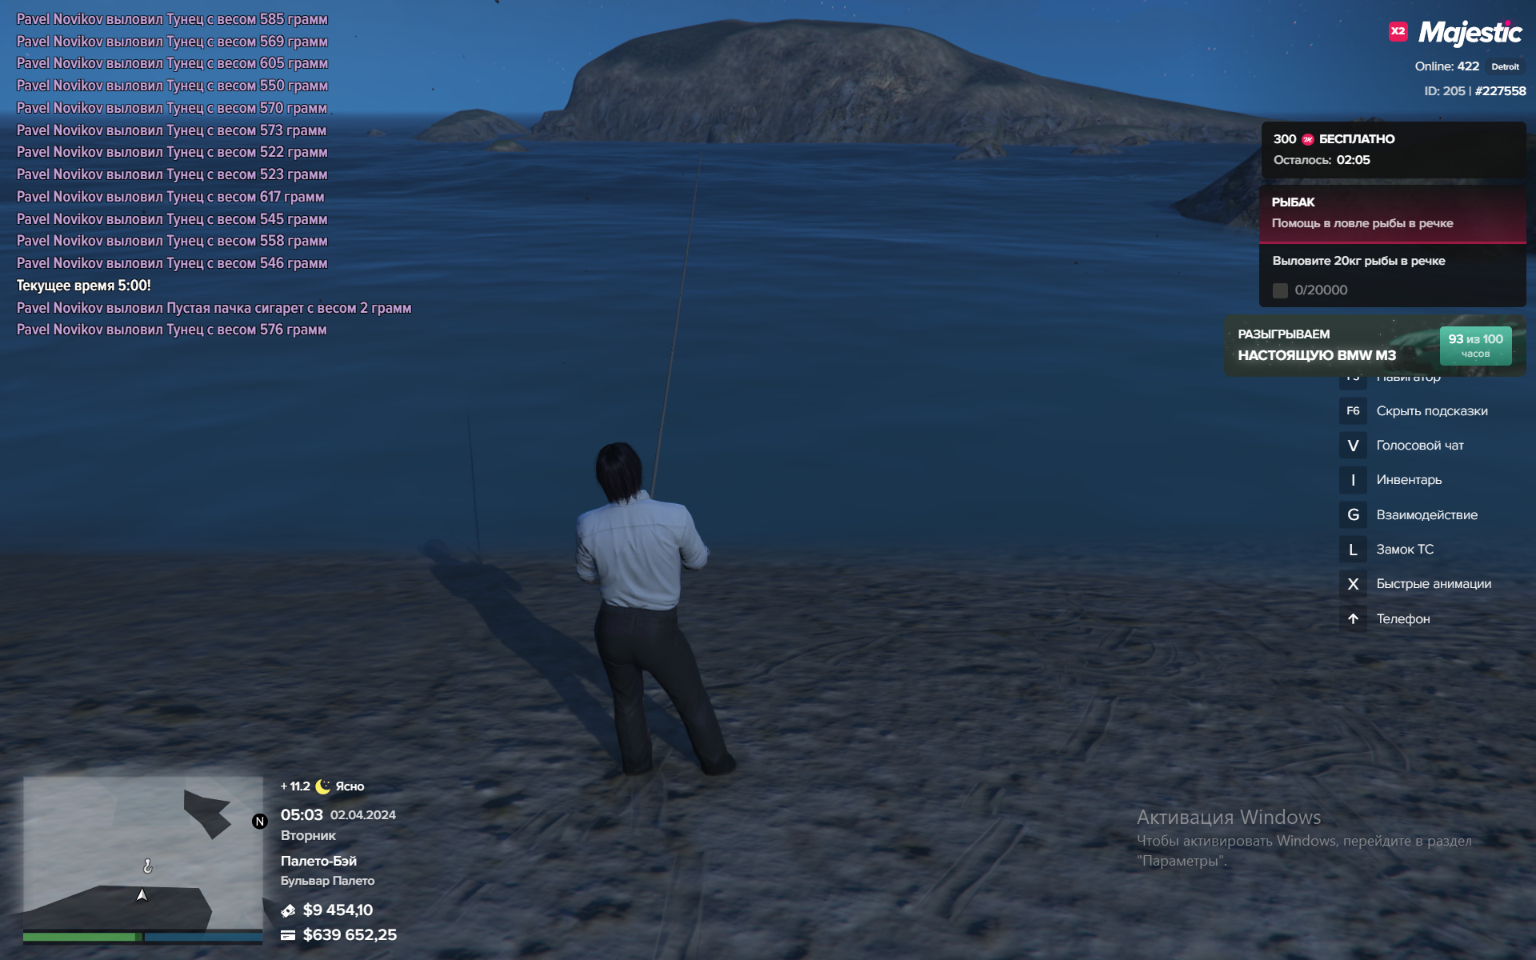 Pavel Novikov выловил Тунец с весом 585 грамм
Pavel Novikov выловил Тунец с весом 569 грамм
Pavel Novikov выловил Тунец с весом 605 грамм
Pavel Novikov выловил Тунец с весом 550 грамм
Pavel Novikov выловил Тунец с весом 570 грамм
Pavel Novikov выловил Тунец с весом 573 грамм
Pavel Novikov выловил Тунец с весом 522 грамм
Pavel Novikov выловил Тунец с весом 523 грамм
Pavel Novikov выловил Тунец с весом 617 грамм
Pavel Novikov выловил Тунец с весом 545 грамм
Pavel Novikov выловил Тунец с весом 558 грамм
Pavel Novikov выловил Тунец с весом 546 грамм
Текущее время 5:00!
Pavel Novikov выловил Пустая пачка сигарет с весом 2 грамм
Pavel Novikov выловил Тунец с весом 576 грамм
X2 Majestic
Online: 422 Detroit
ID: 205 | #227558
300 БЕСПЛАТНО
Осталось: 02:05
РЫБАК
Помощь в ловле рыбы в речке
Выловите 20кг рыбы в речке
0/20000
РАЗЫГРЫВАЕМ
НАСТОЯЩУЮ BMW M3
93 из 100
часов
Навигатор
F6 Скрыть подсказки
V Голосовой чат
I Инвентарь
G Взаимодействие
L Замок ТС
X Быстрые анимации
Телефон
+ 11.2 Ясно
N
05:03 02.04.2024
Вторник
Палето-Бэй
Бульвар Палето
$9 454,10
$639 652,25
Активация Windows
Чтобы активировать Windows, перейдите в раздел
"Параметры".